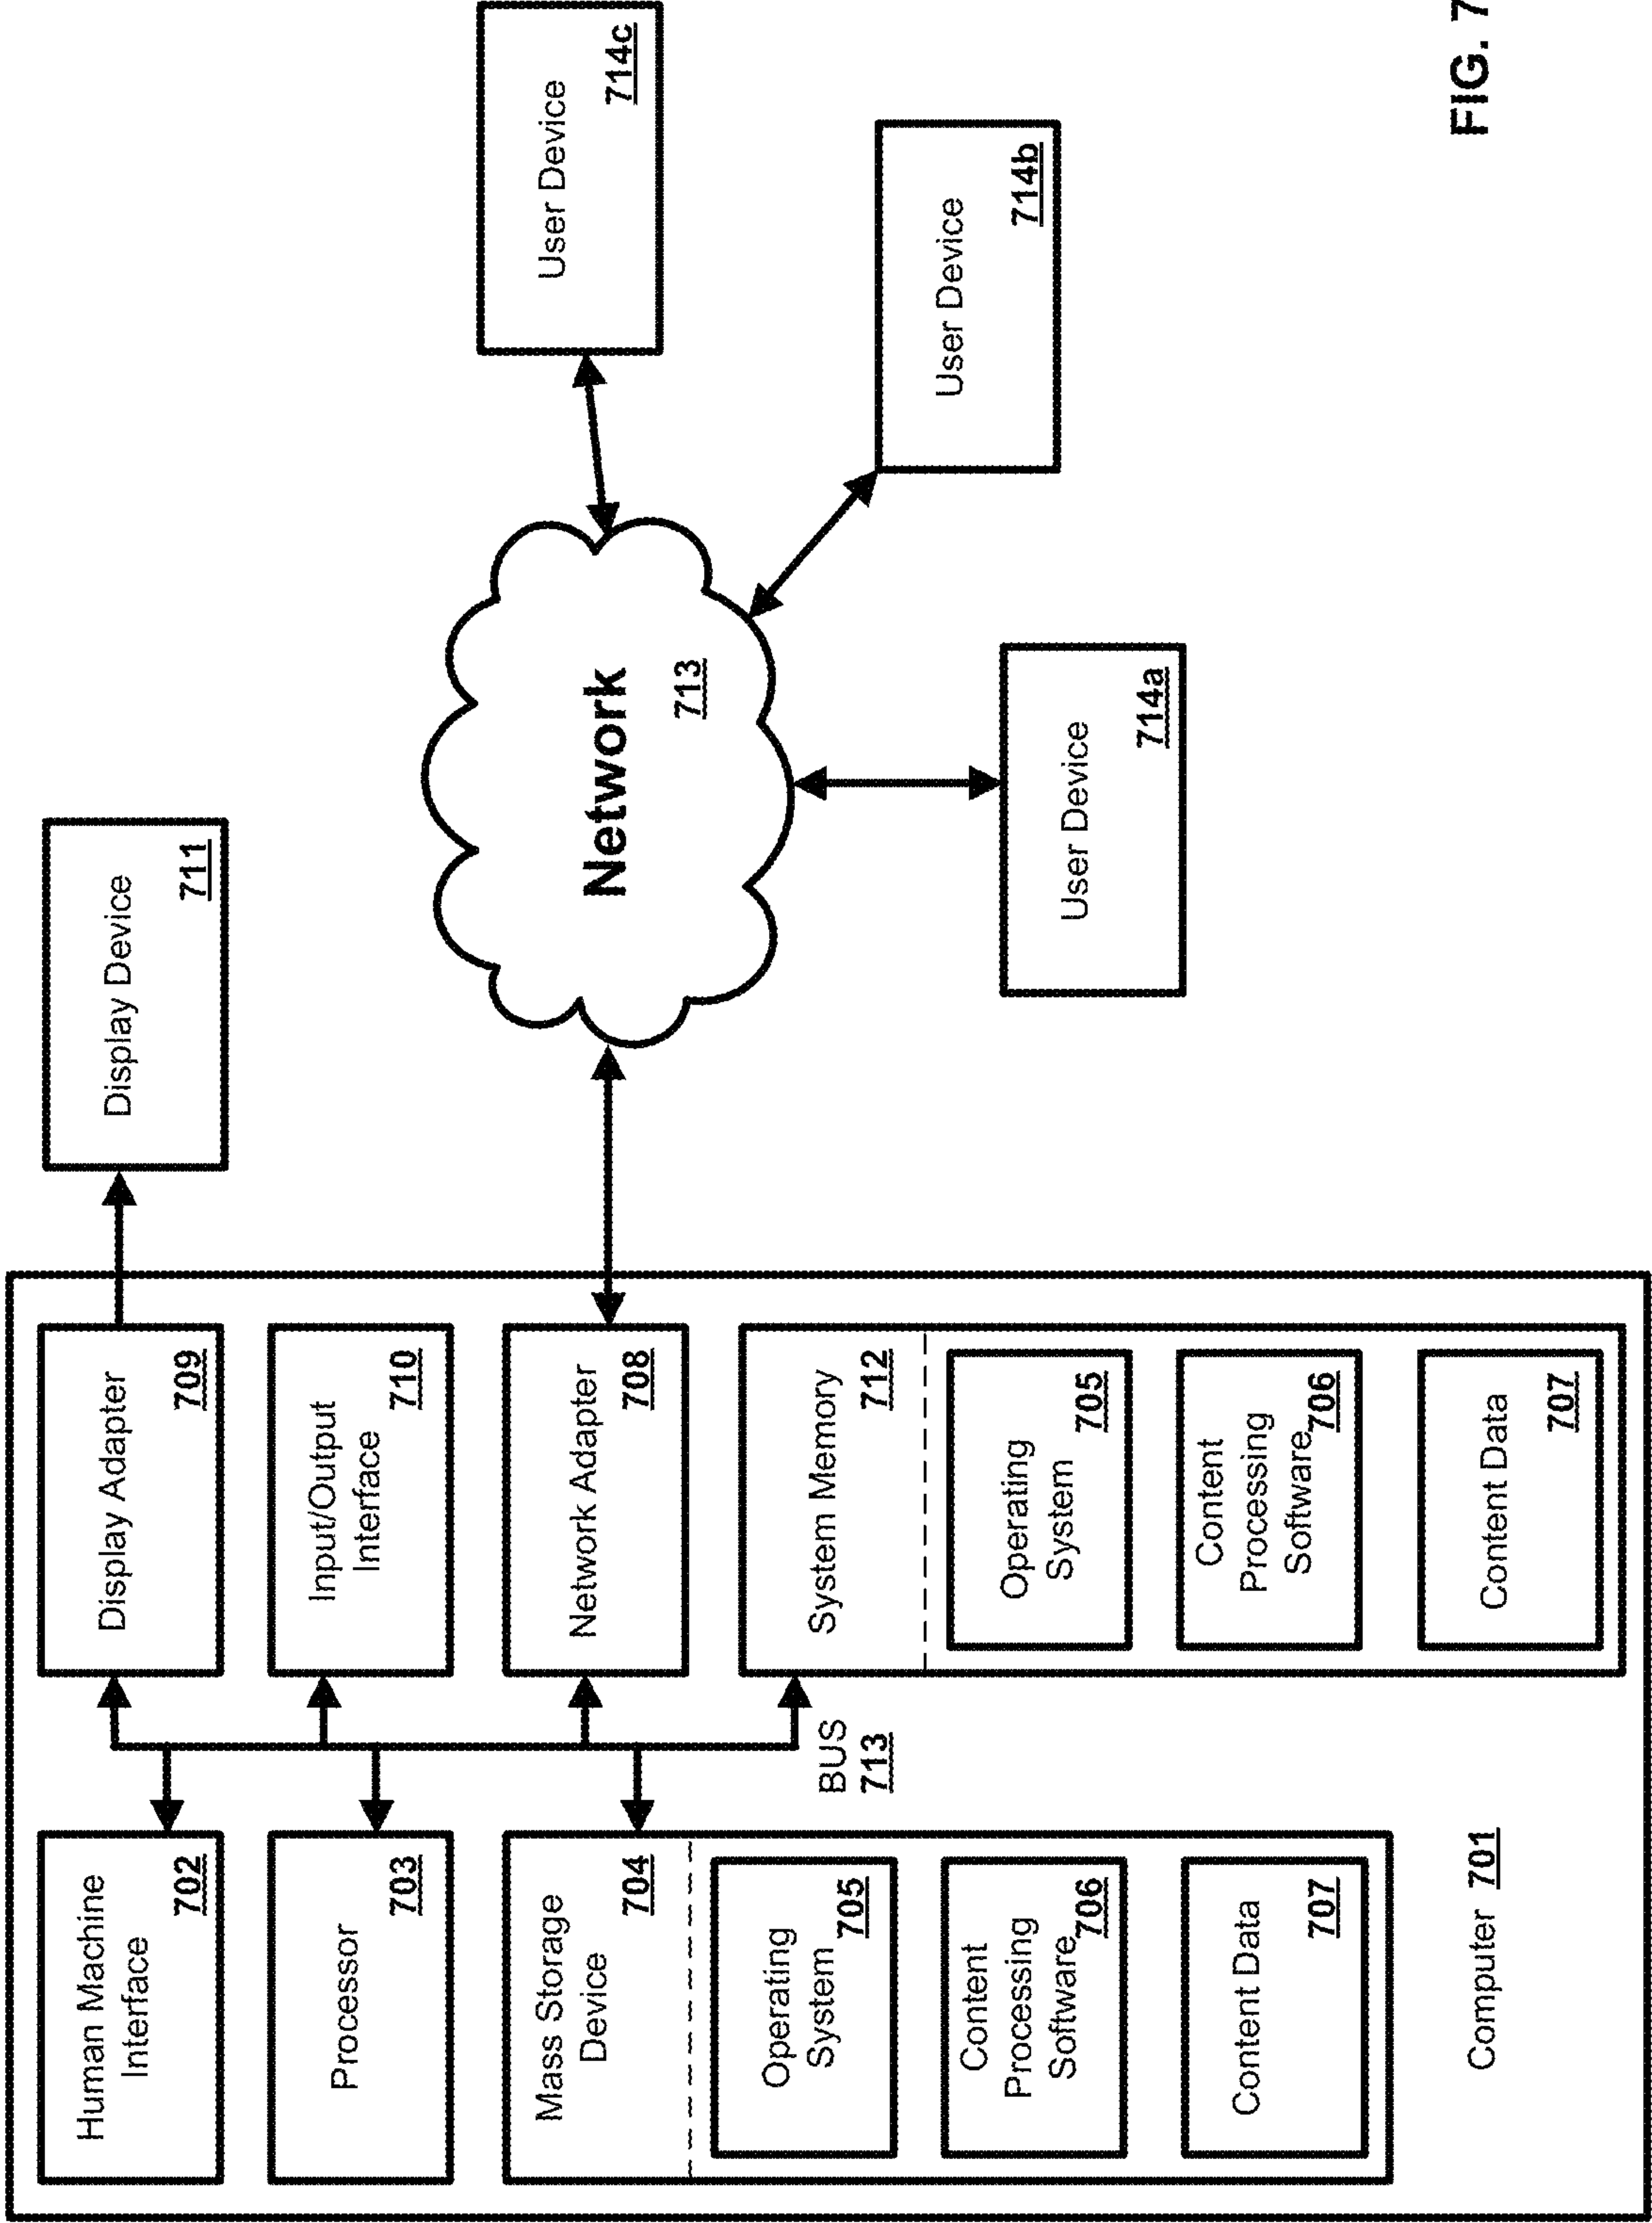 Human Machine
Interface
702
Processor
703
Mass Storage
Device
704
Operating
System
705
Content
Processing
Software
706
Content Data
707
Computer 701
BUS
713
Display Adapter
709
Input/Output
Interface
710
Network Adapter
708
System Memory
712
Operating
System
705
Content
Processing
Software
706
Content Data
707
Display Device
711
Network
713
User Device
714a
User Device
714b
User Device
714c
FIG. 7